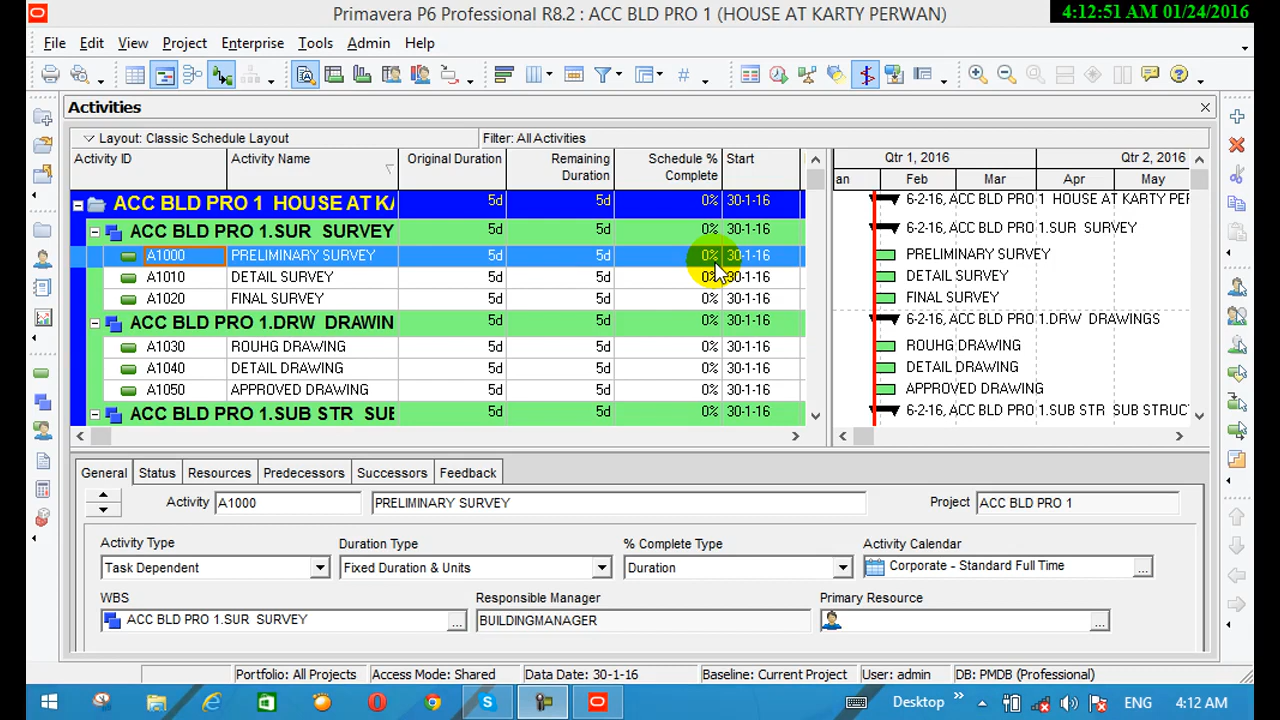 Primavera P6 Professional R8.2 : ACC BLD PRO 1 (HOUSE AT KARTY PERWAN)
4:12:51 AM 01/24/2016
File Edit View Project Enterprise Tools Admin Help
Activities
Layout: Classic Schedule Layout Filter: All Activities
Activity ID Activity Name Original Duration Remaining Duration Schedule % Complete Start
Qtr 1, 2016 Qtr 2, 2016
an Feb Mar Apr May
ACC BLD PRO 1 HOUSE AT KA 5d 5d 0% 30-1-16 6-2-16, ACC BLD PRO 1 HOUSE AT KARTY PEF
ACC BLD PRO 1.SUR SURVEY 5d 5d 0% 30-1-16 6-2-16, ACC BLD PRO 1.SUR SURVEY
A1000 PRELIMINARY SURVEY 5d 5d 0% 30-1-16 PRELIMINARY SURVEY
A1010 DETAIL SURVEY 5d 5d 0% 30-1-16 DETAIL SURVEY
A1020 FINAL SURVEY 5d 5d 0% 30-1-16 FINAL SURVEY
ACC BLD PRO 1.DRW DRAWIN 5d 5d 0% 30-1-16 6-2-16, ACC BLD PRO 1.DRW DRAWINGS
A1030 ROUHG DRAWING 5d 5d 0% 30-1-16 ROUHG DRAWING
A1040 DETAIL DRAWING 5d 5d 0% 30-1-16 DETAIL DRAWING
A1050 APPROVED DRAWING 5d 5d 0% 30-1-16 APPROVED DRAWING
ACC BLD PRO 1.SUB STR SUE 5d 5d 0% 30-1-16 6-2-16, ACC BLD PRO 1.SUB STR SUB STRUCT
General Status Resources Predecessors Successors Feedback
Activity A1000 PRELIMINARY SURVEY Project ACC BLD PRO 1
Activity Type Duration Type % Complete Type Activity Calendar
Task Dependent Fixed Duration & Units Duration Corporate - Standard Full Time ...
WBS Responsible Manager Primary Resource
ACC BLD PRO 1.SUR SURVEY ... BUILDINGMANAGER ...
Portfolio: All Projects Access Mode: Shared Data Date: 30-1-16 Baseline: Current Project User: admin DB: PMDB (Professional)
Desktop ENG 4:12 AM